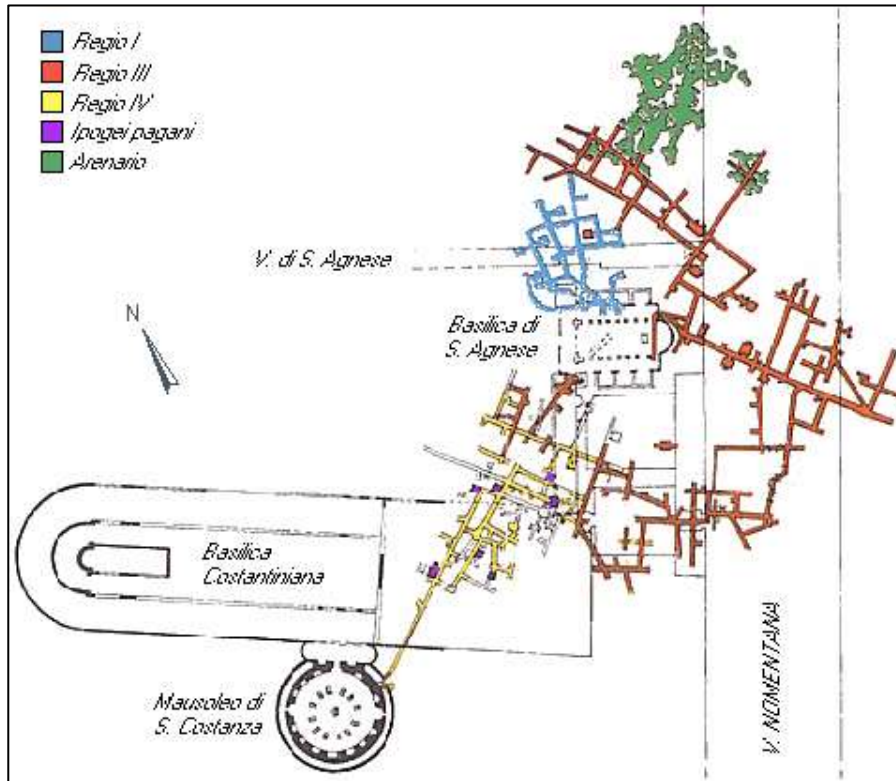 Regio I
Regio III
Regio IV
Ipogei pagani
Arenario
V. di S. Agnese
N
Basilica di
S. Agnese
Basilica
Costantiniana
Mausoleo di
S. Costanza
V. NOMENTANA